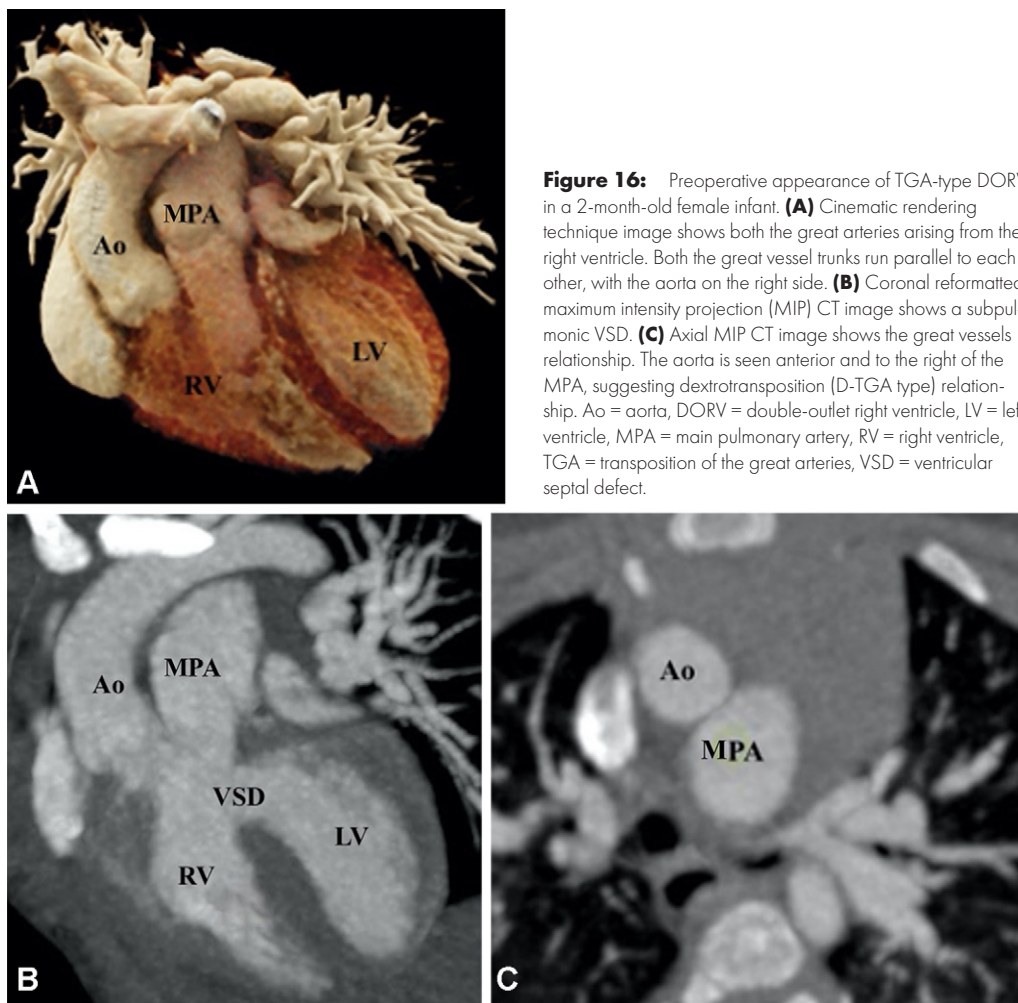 MPA
Ao
LV
RV
A
Figure 16: Preoperative appearance of TGA-type DORV
in a 2-month-old female infant. (A) Cinematic rendering
technique image shows both the great arteries arising from the
right ventricle. Both the great vessel trunks run parallel to each
other, with the aorta on the right side. (B) Coronal reformatted
maximum intensity projection (MIP) CT image shows a subpul-
monic VSD. (C) Axial MIP CT image shows the great vessels
relationship. The aorta is seen anterior and to the right of the
MPA, suggesting dextrotransposition (D-TGA type) relation-
ship. Ao = aorta, DORV = double-outlet right ventricle, LV = left
ventricle, MPA = main pulmonary artery, RV = right ventricle,
TGA = transposition of the great arteries, VSD = ventricular
septal defect.
MPA
Ao
VSD
LV
RV
B
Ao
MPA
C